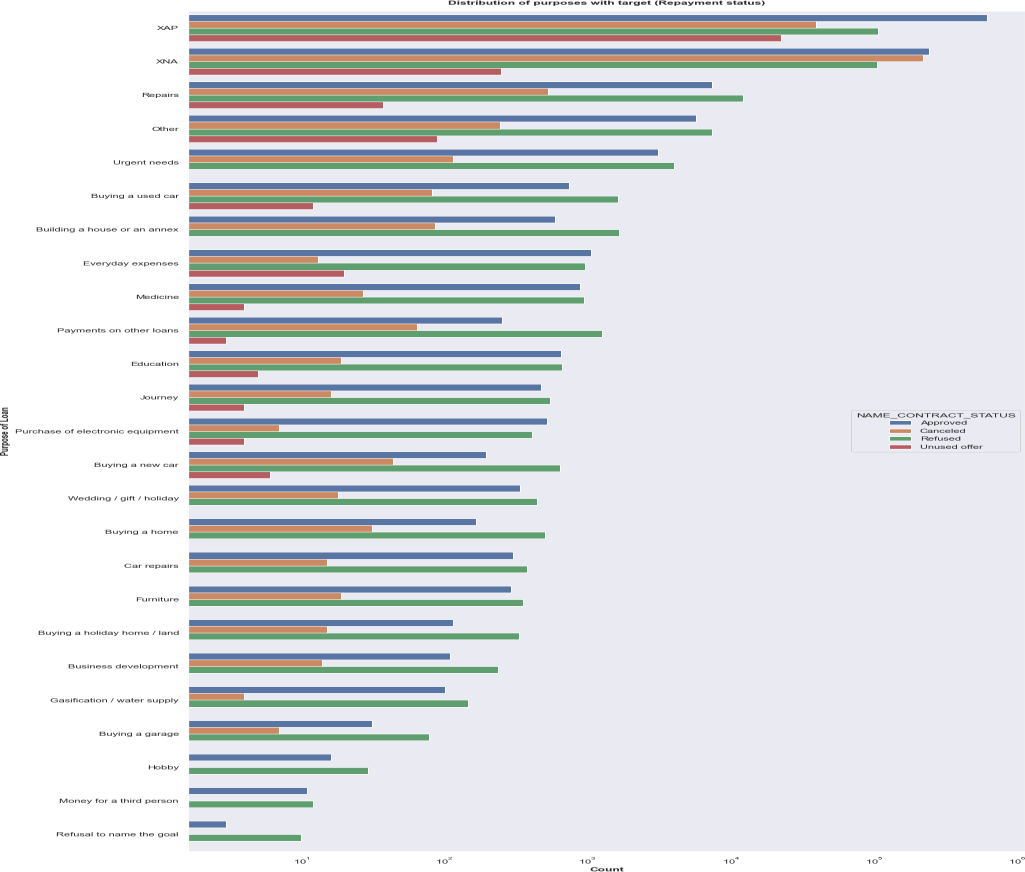 Distribution of purposes with target (Repayment status)
XAP
XNA
Repairs
Other
Urgent needs
Buying a used car
Building a house or an annex
Everyday expenses
Medicine
Payments on other loans
Education
Journey
Purchase of electronic equipment
Buying a new car
Wedding / gift / holiday
Buying a home
Car repairs
Furniture
Buying a holiday home / land
Business development
Gasification / water supply
Buying a garage
Hobby
Money for a third person
Refusal to name the goal
Purpose of Loan
NAME_CONTRACT_STATUS
Approved
Canceled
Refused
Unused offer
10¹ 10² 10³ 10⁴ 10⁵ 10⁶
Count